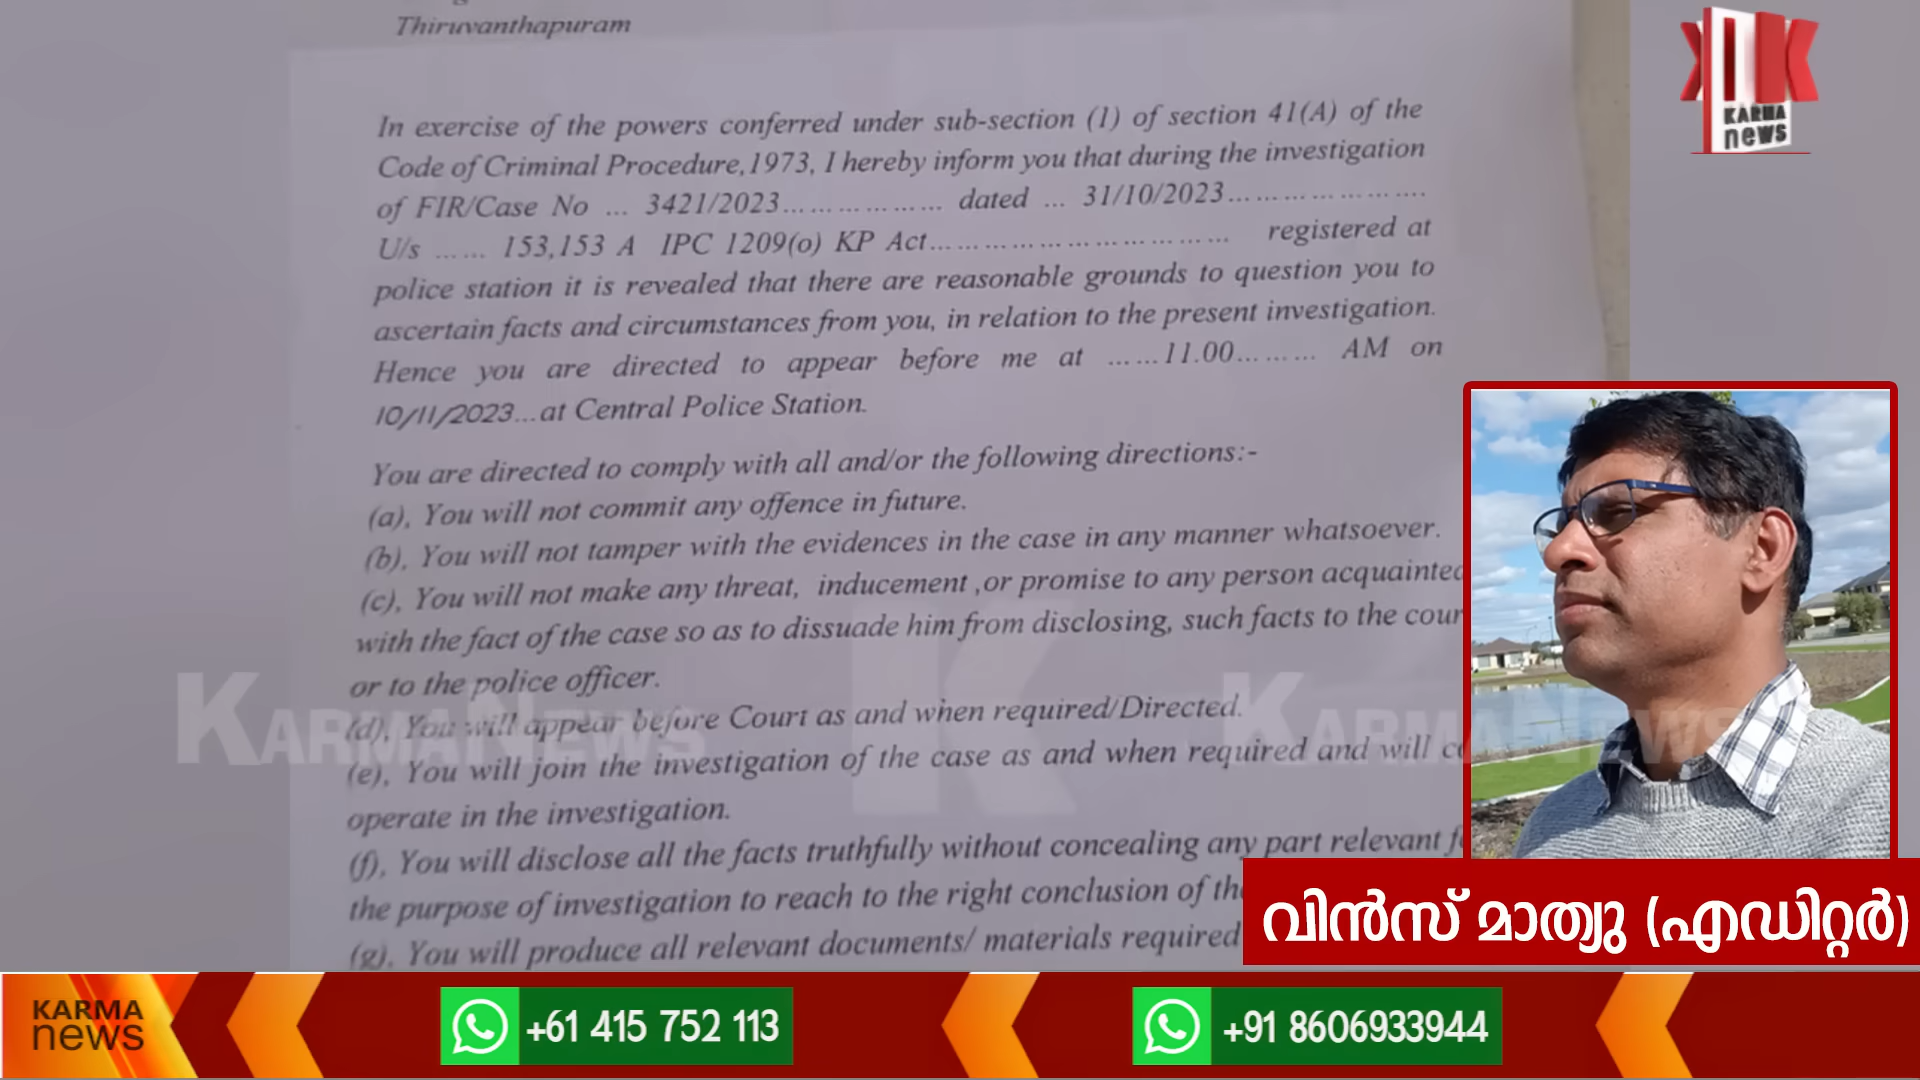 Thiruvanthapuram
In exercise of the powers conferred under sub-section (1) of section 41(A) of the
Code of Criminal Procedure,1973, I hereby inform you that during the investigation
of FIR/Case No ... 3421/2023.................. dated ... 31/10/2023......................
U/s ...... 153,153 A IPC 1209(o) KP Act................................. registered at
police station it is revealed that there are reasonable grounds to question you to
ascertain facts and circumstances from you, in relation to the present investigation.
Hence you are directed to appear before me at ......11.00......... AM on
10/11/2023...at Central Police Station.
You are directed to comply with all and/or the following directions:-
(a), You will not commit any offence in future.
(b), You will not tamper with the evidences in the case in any manner whatsoever.
(c), You will not make any threat, inducement ,or promise to any person acquainted
with the fact of the case so as to dissuade him from disclosing, such facts to the cour
or to the police officer.
(d), You will appear before Court as and when required/Directed.
(e), You will join the investigation of the case as and when required and will co
operate in the investigation.
(f), You will disclose all the facts truthfully without concealing any part relevant f
the purpose of investigation to reach to the right conclusion of the
(g), You will produce all relevant documents/ materials required
KARMA
news
KARMANEWS
K
KARMANEWS
വിൻസ് മാത്യു (എഡിറ്റർ)
KARMA
news
+61 415 752 113
+91 8606933944